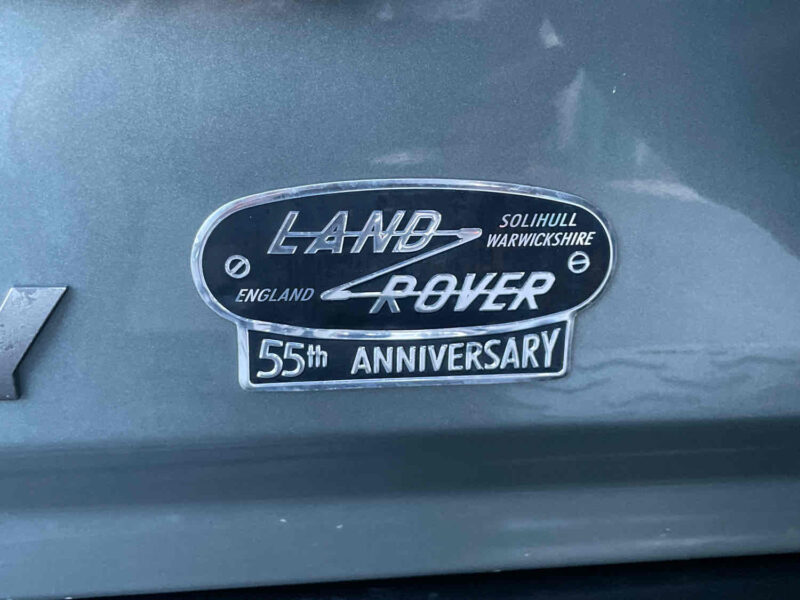 LAND
SOLIHULL
WARWICKSHIRE
ENGLAND
ROVER
55th ANNIVERSARY